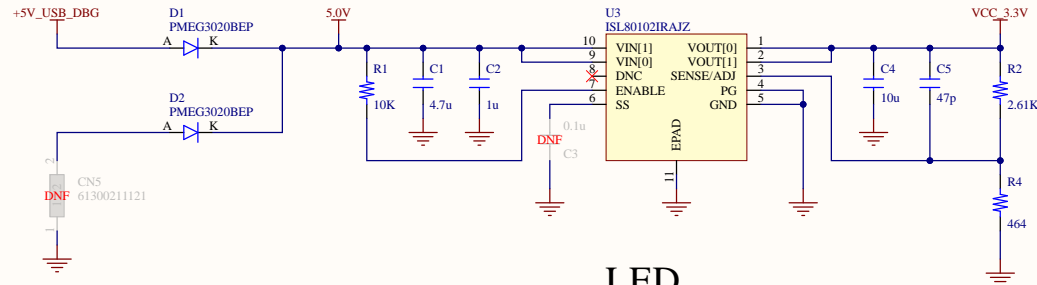 +5V_USB_DBG
D1
PMEG3020BEP
A
K
5.0V
U3
ISL80102IRAJZ
VCC_3.3V
10
VIN[1]
VOUT[0]
1
9
VIN[0]
VOUT[1]
2
8
DNC
SENSE/ADJ
3
7
ENABLE
PG
4
6
SS
GND
5
EPAD
11
R1
10K
C1
4.7u
C2
1u
C4
10u
C5
47p
R2
2.61K
D2
PMEG3020BEP
A
K
0.1u
DNF
C3
2
CN5
DNF
61300211121
1
R4
464
LED